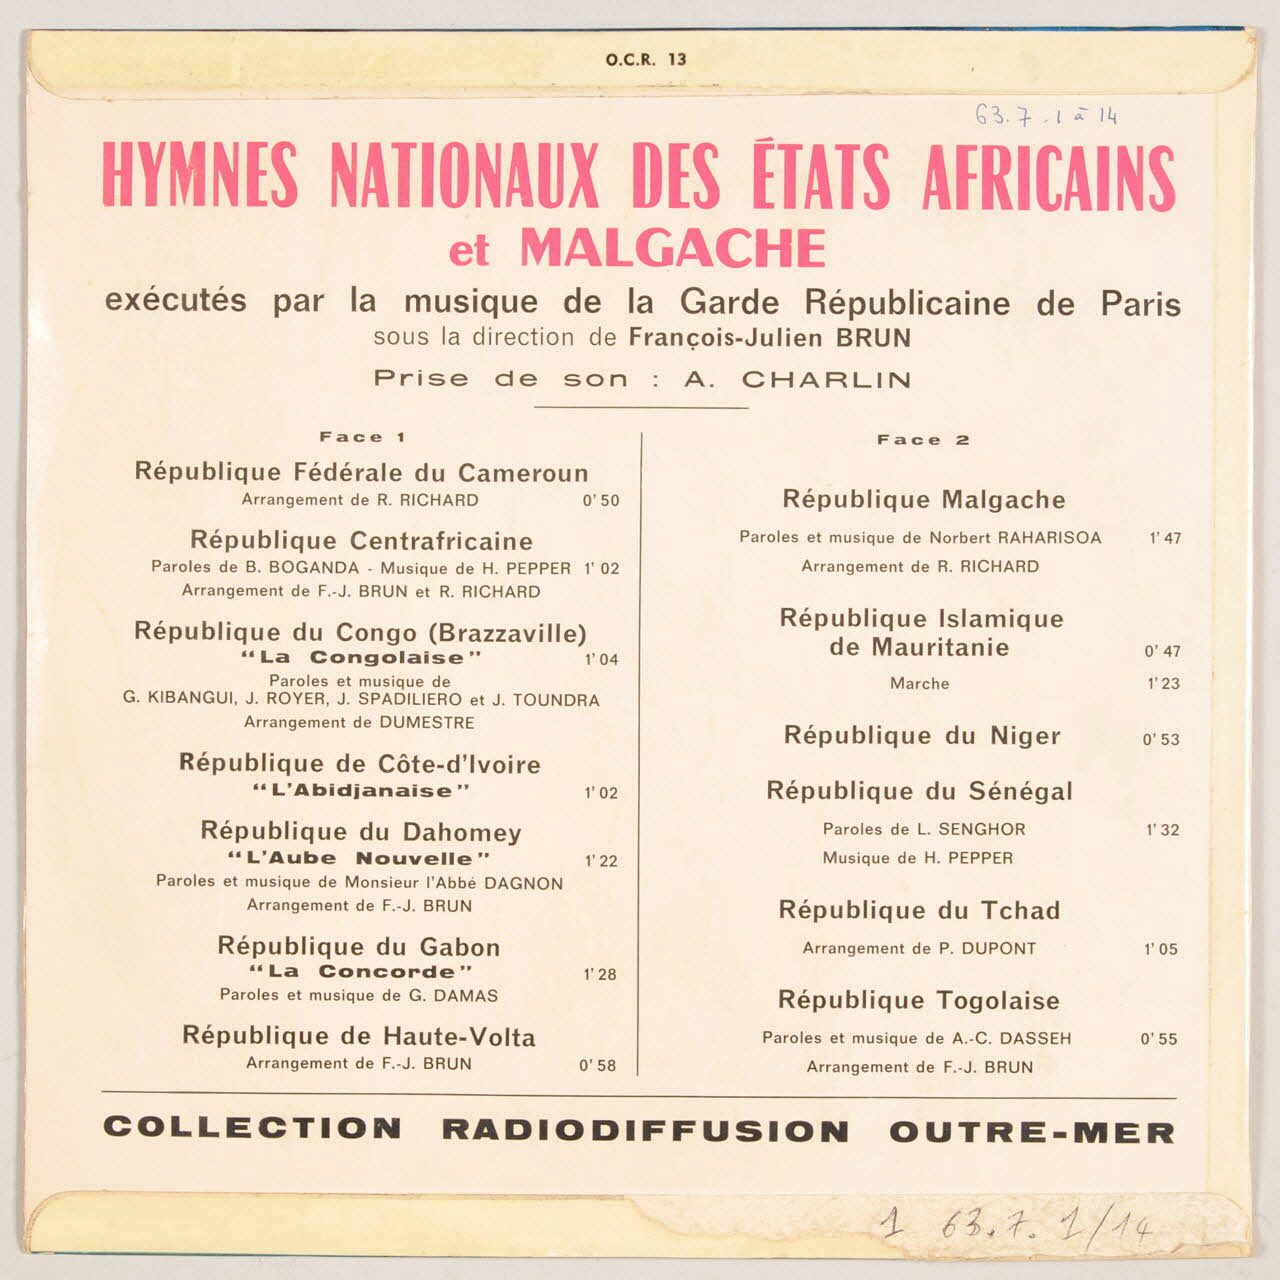 O.C.R. 13
63.7.1 à 14
HYMNES NATIONAUX DES ÉTATS AFRICAINS
et MALGACHE
exécutés par la musique de la Garde Républicaine de Paris
sous la direction de François-Julien BRUN
Prise de son : A. CHARLIN
Face 1
République Fédérale du Cameroun
Arrangement de R. RICHARD 0'50
République Centrafricaine
Paroles de B. BOGANDA - Musique de H. PEPPER 1'02
Arrangement de F.-J. BRUN et R. RICHARD
République du Congo (Brazzaville)
"La Congolaise" 1'04
Paroles et musique de
G. KIBANGUI, J. ROYER, J. SPADILIERO et J. TOUNDRA
Arrangement de DUMESTRE
République de Côte-d'Ivoire
"L'Abidjanaise" 1'02
République du Dahomey
"L'Aube Nouvelle" 1'22
Paroles et musique de Monsieur l'Abbé DAGNON
Arrangement de F.-J. BRUN
République du Gabon
"La Concorde" 1'28
Paroles et musique de G. DAMAS
République de Haute-Volta
Arrangement de F.-J. BRUN 0'58
Face 2
République Malgache
Paroles et musique de Norbert RAHARISOA 1'47
Arrangement de R. RICHARD
République Islamique
de Mauritanie 0'47
Marche 1'23
République du Niger 0'53
République du Sénégal
Paroles de L. SENGHOR 1'32
Musique de H. PEPPER
République du Tchad
Arrangement de P. DUPONT 1'05
République Togolaise
Paroles et musique de A.-C. DASSEH 0'55
Arrangement de F.-J. BRUN
COLLECTION RADIODIFFUSION OUTRE-MER
1 63.7.1/14